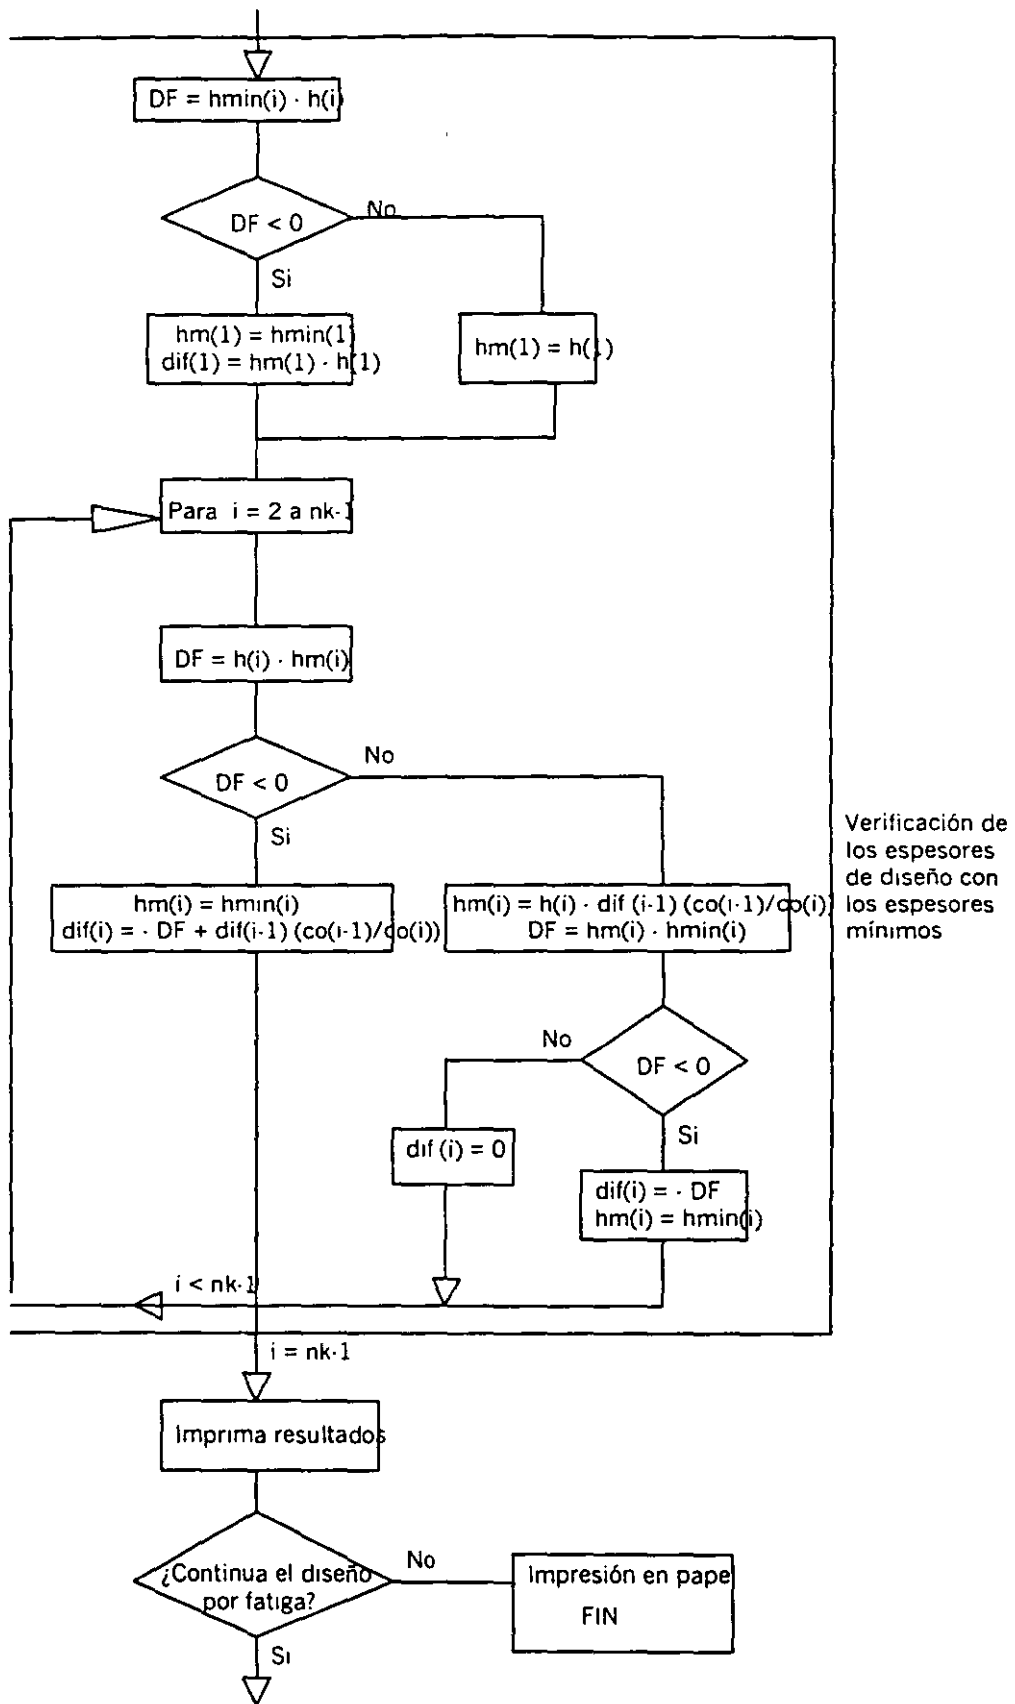 DF = hmin(i) - h(i)
DF < 0
No
Si
hm(1) = hmin(1)
dif(1) = hm(1) - h(1)
hm(1) = h(1)
Para i = 2 a nk-1
DF = h(i) - hm(i)
DF < 0
No
Si
hm(i) = hmin(i)
dif(i) = - DF + dif(i-1) (co(i-1)/co(i))
hm(i) = h(i) - dif (i-1) (co(i-1)/co(i)
DF = hm(i) - hmin(i)
Verificación de
los espesores
de diseño con
los espesores
mínimos
No
DF < 0
Si
dif (i) = 0
dif(i) = - DF
hm(i) = hmin(i)
i < nk-1
i = nk-1
Imprima resultados
¿Continua el diseño
por fatiga?
No
Impresión en pape
FIN
Si